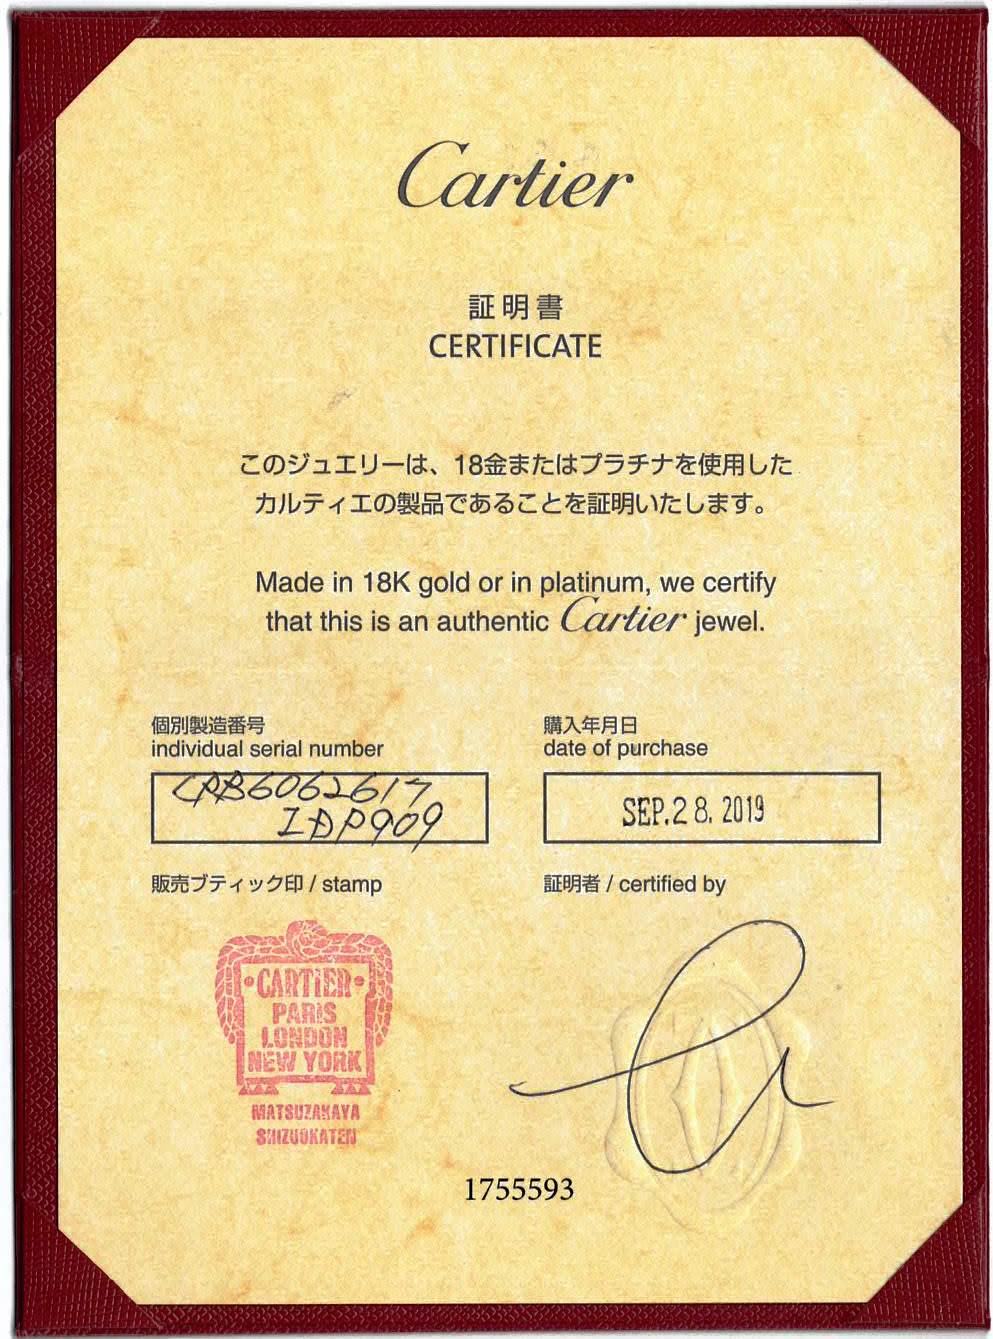 Cartier
証明書
CERTIFICATE
このジュエリーは、18金またはプラチナを使用した
カルティエの製品であることを証明いたします。
Made in 18K gold or in platinum, we certify
that this is an authentic Cartier jewel.
個別製造番号
individual serial number
CRB6062617
IDP909
購入年月日
date of purchase
SEP.28.2019
販売ブティック印 / stamp
証明者 / certified by
CARTIER
PARIS
LONDON
NEW YORK
MATSUZAKAYA
SHIZUOKATEN
1755593